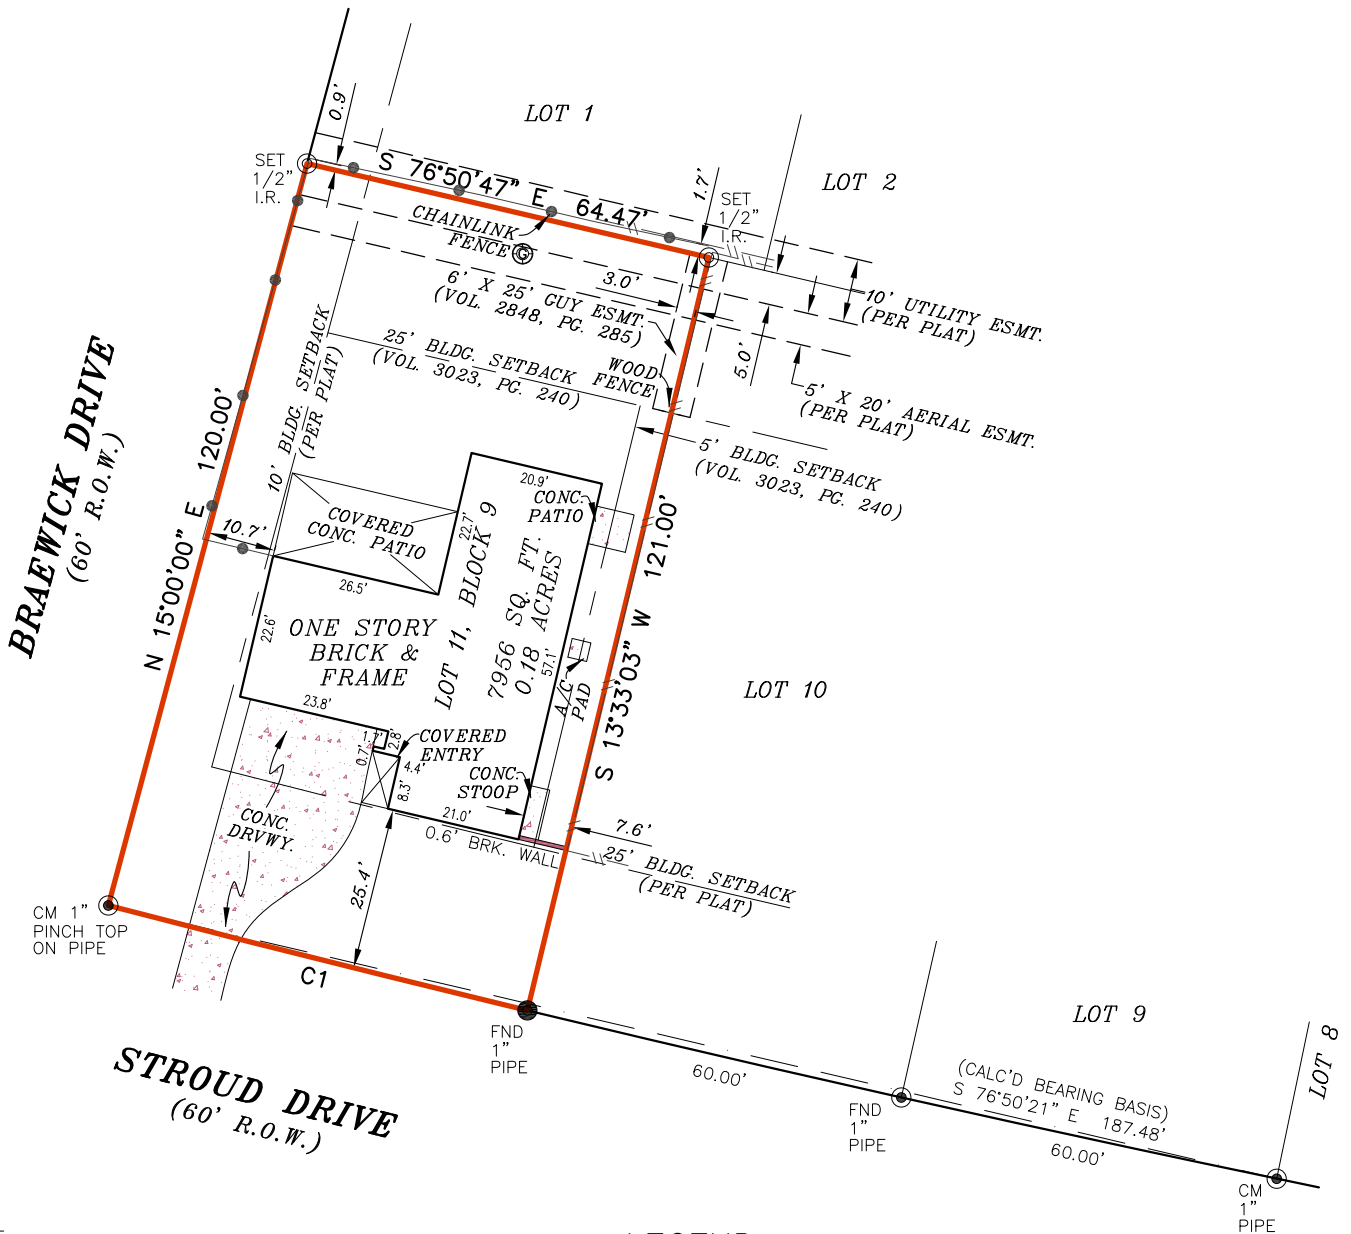 LOT 1
0.9'
SET
1/2"
I.R.
S 76°50'47" E 64.47'
1.7'
SET
1/2"
I.R.
LOT 2
CHAINLINK
FENCE
G
3.0'
6' X 25' GUY ESMT.
(VOL. 2848, PG. 285)
10' UTILITY ESMT.
(PER PLAT)
5.0'
25' BLDG. SETBACK
(VOL. 3023, PG. 240)
WOOD
FENCE
5' X 20' AERIAL ESMT.
(PER PLAT)
10' BLDG. SETBACK
(PER PLAT)
5' BLDG. SETBACK
(VOL. 3023, PG. 240)
BRAEWICK DRIVE
(60' R.O.W.)
N 15°00'00" E 120.00'
10.7'
COVERED
CONC. PATIO
20.9'
CONC.
PATIO
22.7'
26.5'
22.6'
ONE STORY
BRICK &
FRAME
LOT 11, BLOCK 9
7956 SQ. FT.
0.18 ACRES
57.1'
S 13°33'03" W 121.00'
A/C
PAD
LOT 10
23.8'
1.7'
2.8'
0.7'
COVERED
ENTRY
4.4'
8.3'
CONC.
STOOP
21.0'
0.6' BRK. WALL
7.6'
25' BLDG. SETBACK
(PER PLAT)
CONC.
DRVWY.
25.4'
CM 1"
PINCH TOP
ON PIPE
C1
FND
1"
PIPE
STROUD DRIVE
(60' R.O.W.)
60.00'
LOT 9
(CALC'D BEARING BASIS)
S 76°50'21" E 187.48'
60.00'
FND
1"
PIPE
LOT 8
CM
1"
PIPE